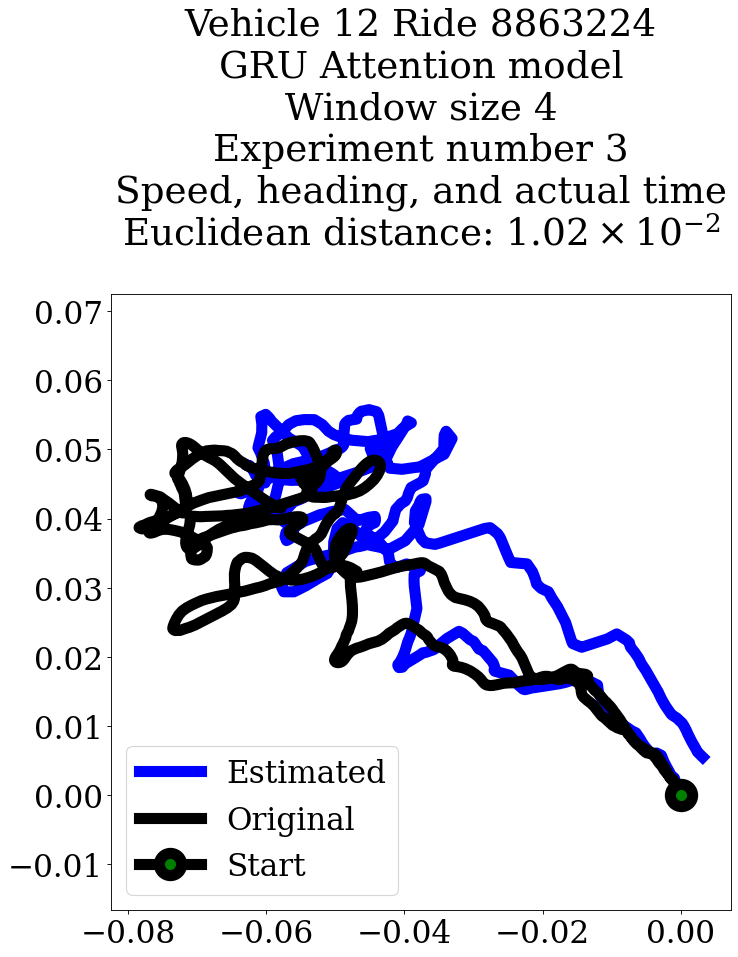 Vehicle 12 Ride 8863224
GRU Attention model
Window size 4
Experiment number 3
Speed, heading, and actual time
Euclidean distance: 1.02 × 10⁻²
0.07
0.06
0.05
0.04
0.03
0.02
0.01
0.00
−0.01
Estimated
Original
Start
−0.08 −0.06 −0.04 −0.02 0.00